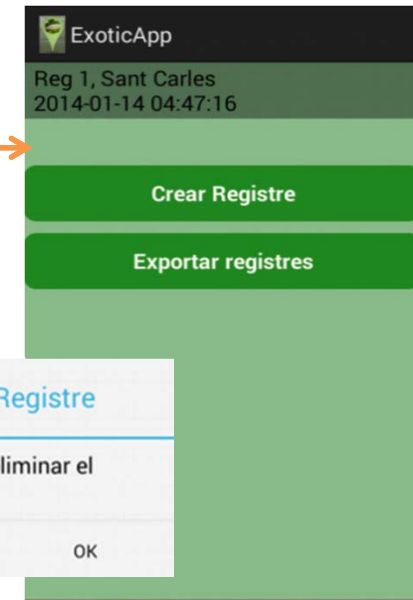 ExoticApp
Reg 1, Sant Carles
2014-01-14 04:47:16
Crear Registre
Exportar registres
Registre
liminar el
OK